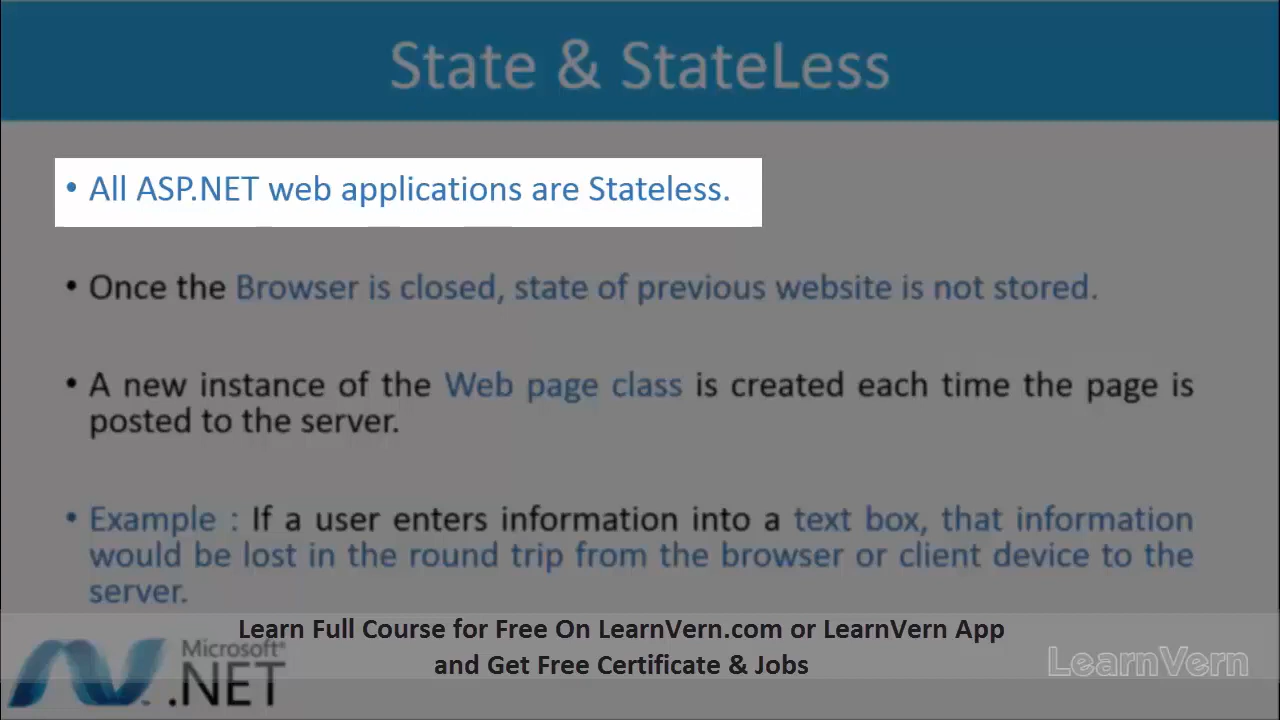 State & StateLess
• All ASP.NET web applications are Stateless.
• Once the Browser is closed, state of previous website is not stored.
• A new instance of the Web page class is created each time the page is
posted to the server.
• Example : If a user enters information into a text box, that information
would be lost in the round trip from the browser or client device to the
server.
Learn Full Course for Free On LearnVern.com or LearnVern App
and Get Free Certificate & Jobs
Microsoft®
.NET
LearnVern